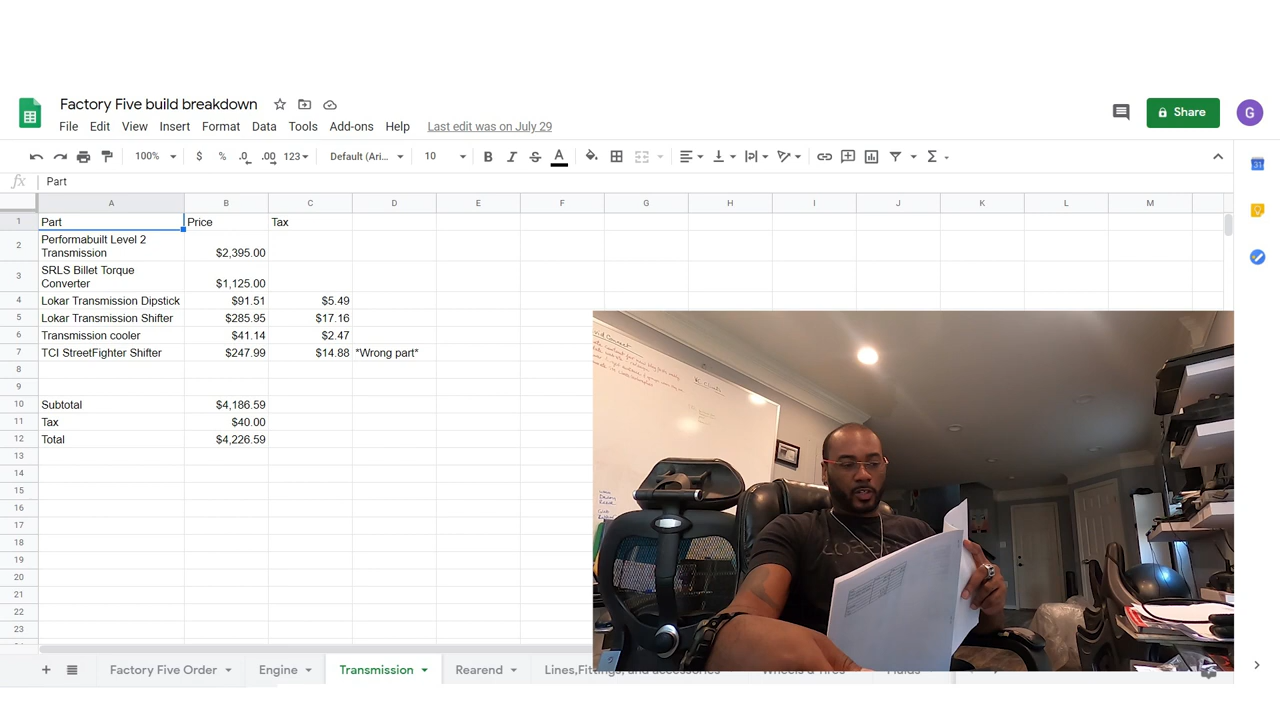 Factory Five build breakdown
File Edit View Insert Format Data Tools Add-ons Help Last edit was on July 29
Share G
100% $ % .0 .00 123 Default (Ari... 10 B I S A Σ
31
fx Part
A B C D E F G H I J K L M
1 Part Price Tax
2 Performabuilt Level 2
Transmission $2,395.00
3 SRLS Billet Torque
Converter $1,125.00
4 Lokar Transmission Dipstick $91.51 $5.49
5 Lokar Transmission Shifter $285.95 $17.16
6 Transmission cooler $41.14 $2.47
7 TCI StreetFighter Shifter $247.99 $14.88 *Wrong part*
8
9
10 Subtotal $4,186.59
11 Tax $40.00
12 Total $4,226.59
13
14
15
16
17
18
19
20
21
22
23
+ Factory Five Order Engine Transmission Rearend Lines,Fittings, and accessories Wheels & Tires Fluids